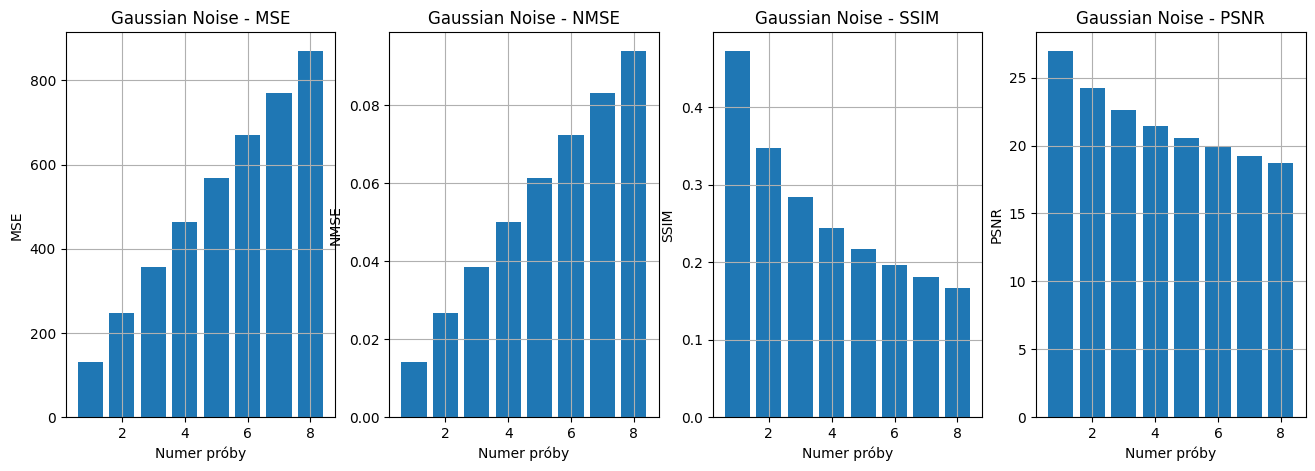 Gaussian Noise - MSE
MSE
800
600
400
200
0
2 4 6 8
Numer próby
Gaussian Noise - NMSE
NMSE
0.08
0.06
0.04
0.02
0.00
2 4 6 8
Numer próby
Gaussian Noise - SSIM
SSIM
0.4
0.3
0.2
0.1
0.0
2 4 6 8
Numer próby
Gaussian Noise - PSNR
PSNR
25
20
15
10
5
0
2 4 6 8
Numer próby